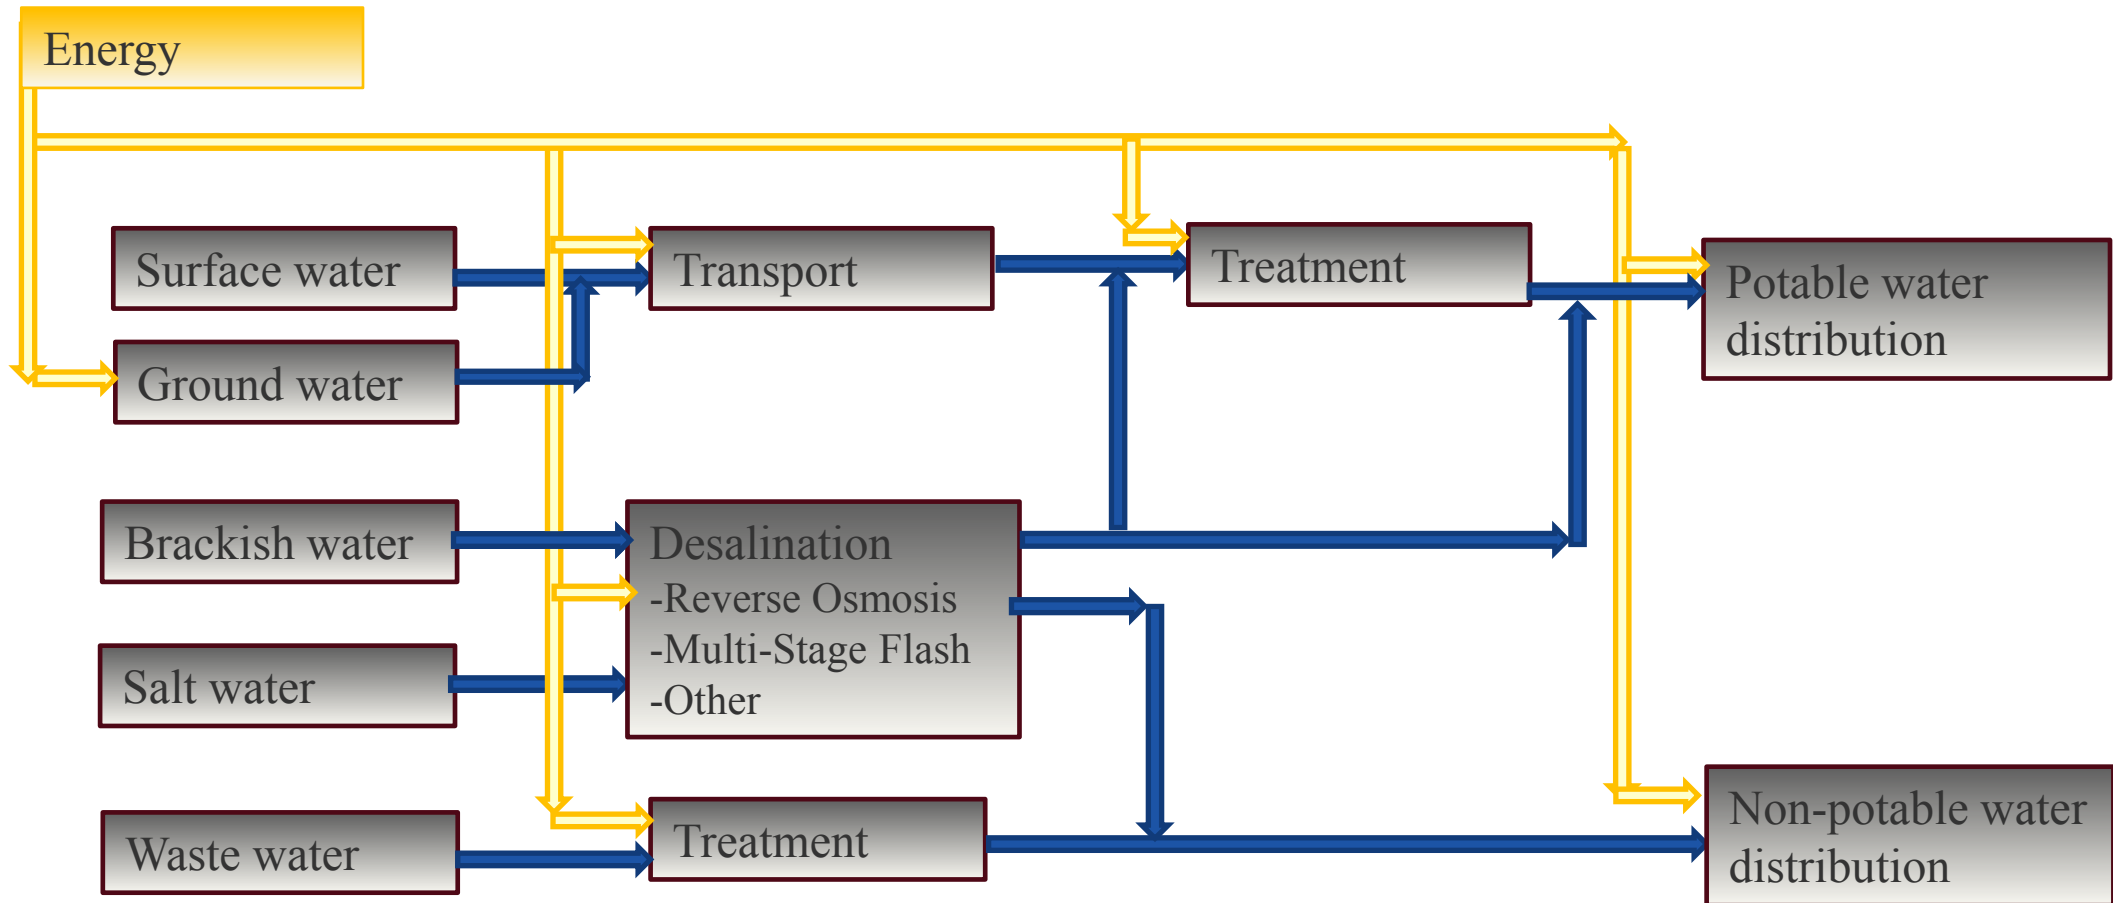 Energy
Surface water
Transport
Treatment
Potable water
distribution
Ground water
Brackish water
Desalination
-Reverse Osmosis
-Multi-Stage Flash
-Other
Salt water
Waste water
Treatment
Non-potable water
distribution